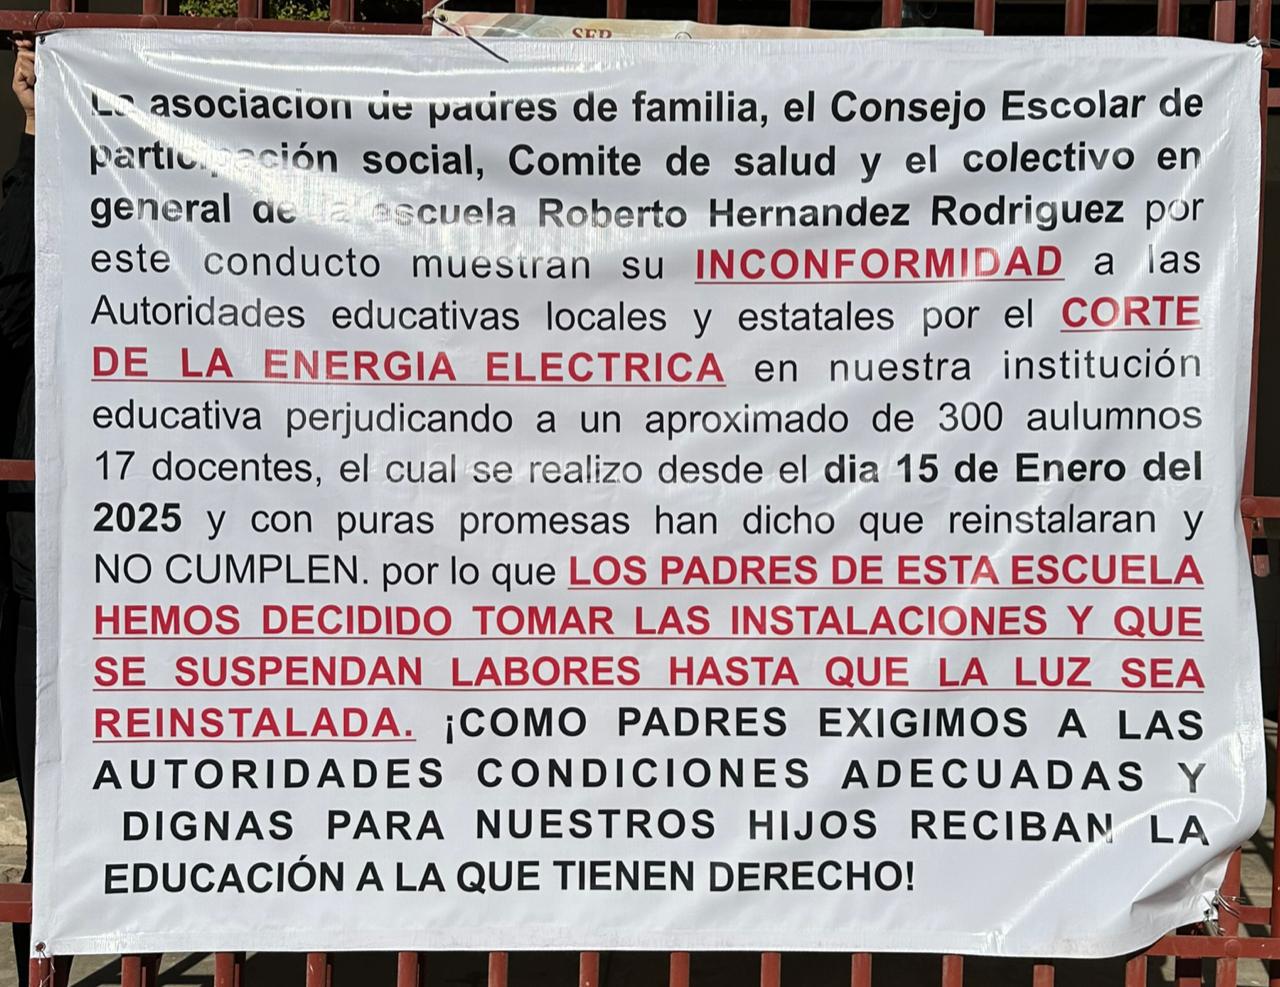 SEP
La asociacion de padres de familia, el Consejo Escolar de
participación social, Comite de salud y el colectivo en
general de la escuela Roberto Hernandez Rodriguez por
este conducto muestran su INCONFORMIDAD a las
Autoridades educativas locales y estatales por el CORTE
DE LA ENERGIA ELECTRICA en nuestra institución
educativa perjudicando a un aproximado de 300 aulumnos
17 docentes, el cual se realizo desde el dia 15 de Enero del
2025 y con puras promesas han dicho que reinstalaran y
NO CUMPLEN. por lo que LOS PADRES DE ESTA ESCUELA
HEMOS DECIDIDO TOMAR LAS INSTALACIONES Y QUE
SE SUSPENDAN LABORES HASTA QUE LA LUZ SEA
REINSTALADA. ¡COMO PADRES EXIGIMOS A LAS
AUTORIDADES CONDICIONES ADECUADAS Y
DIGNAS PARA NUESTROS HIJOS RECIBAN LA
EDUCACIÓN A LA QUE TIENEN DERECHO!